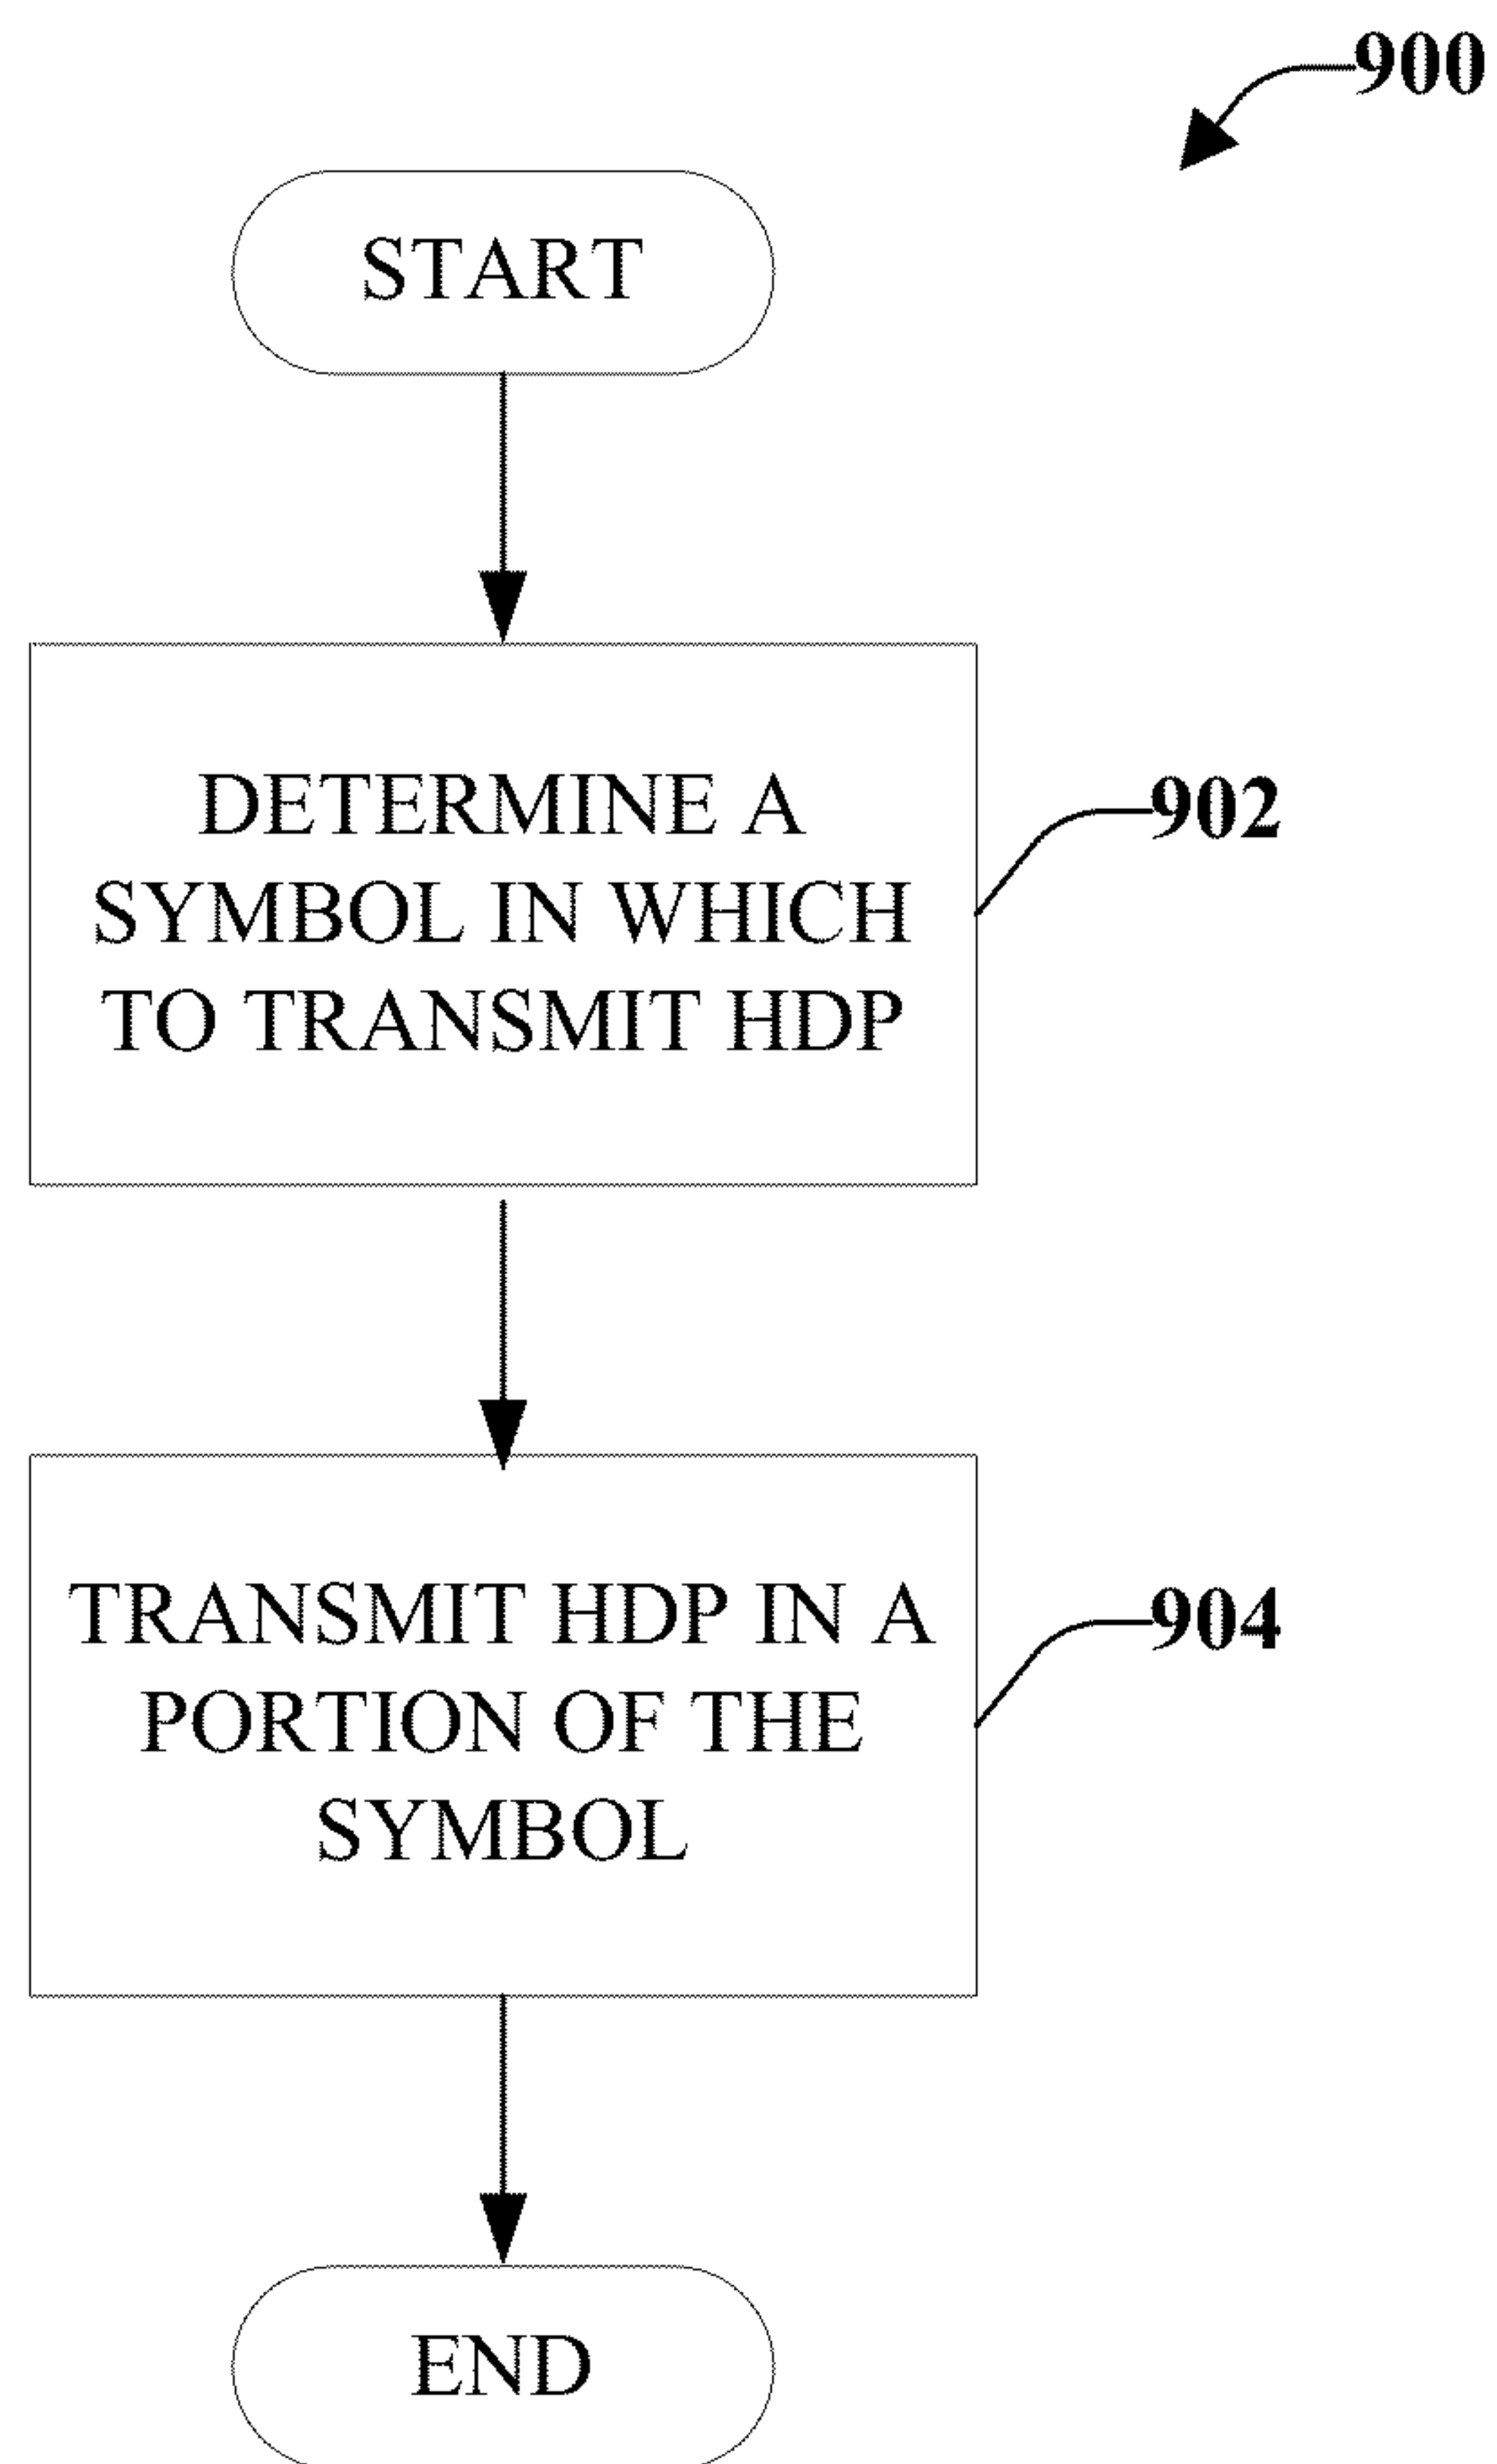 900
START
DETERMINE A
SYMBOL IN WHICH
TO TRANSMIT HDP
902
TRANSMIT HDP IN A
PORTION OF THE
SYMBOL
904
END